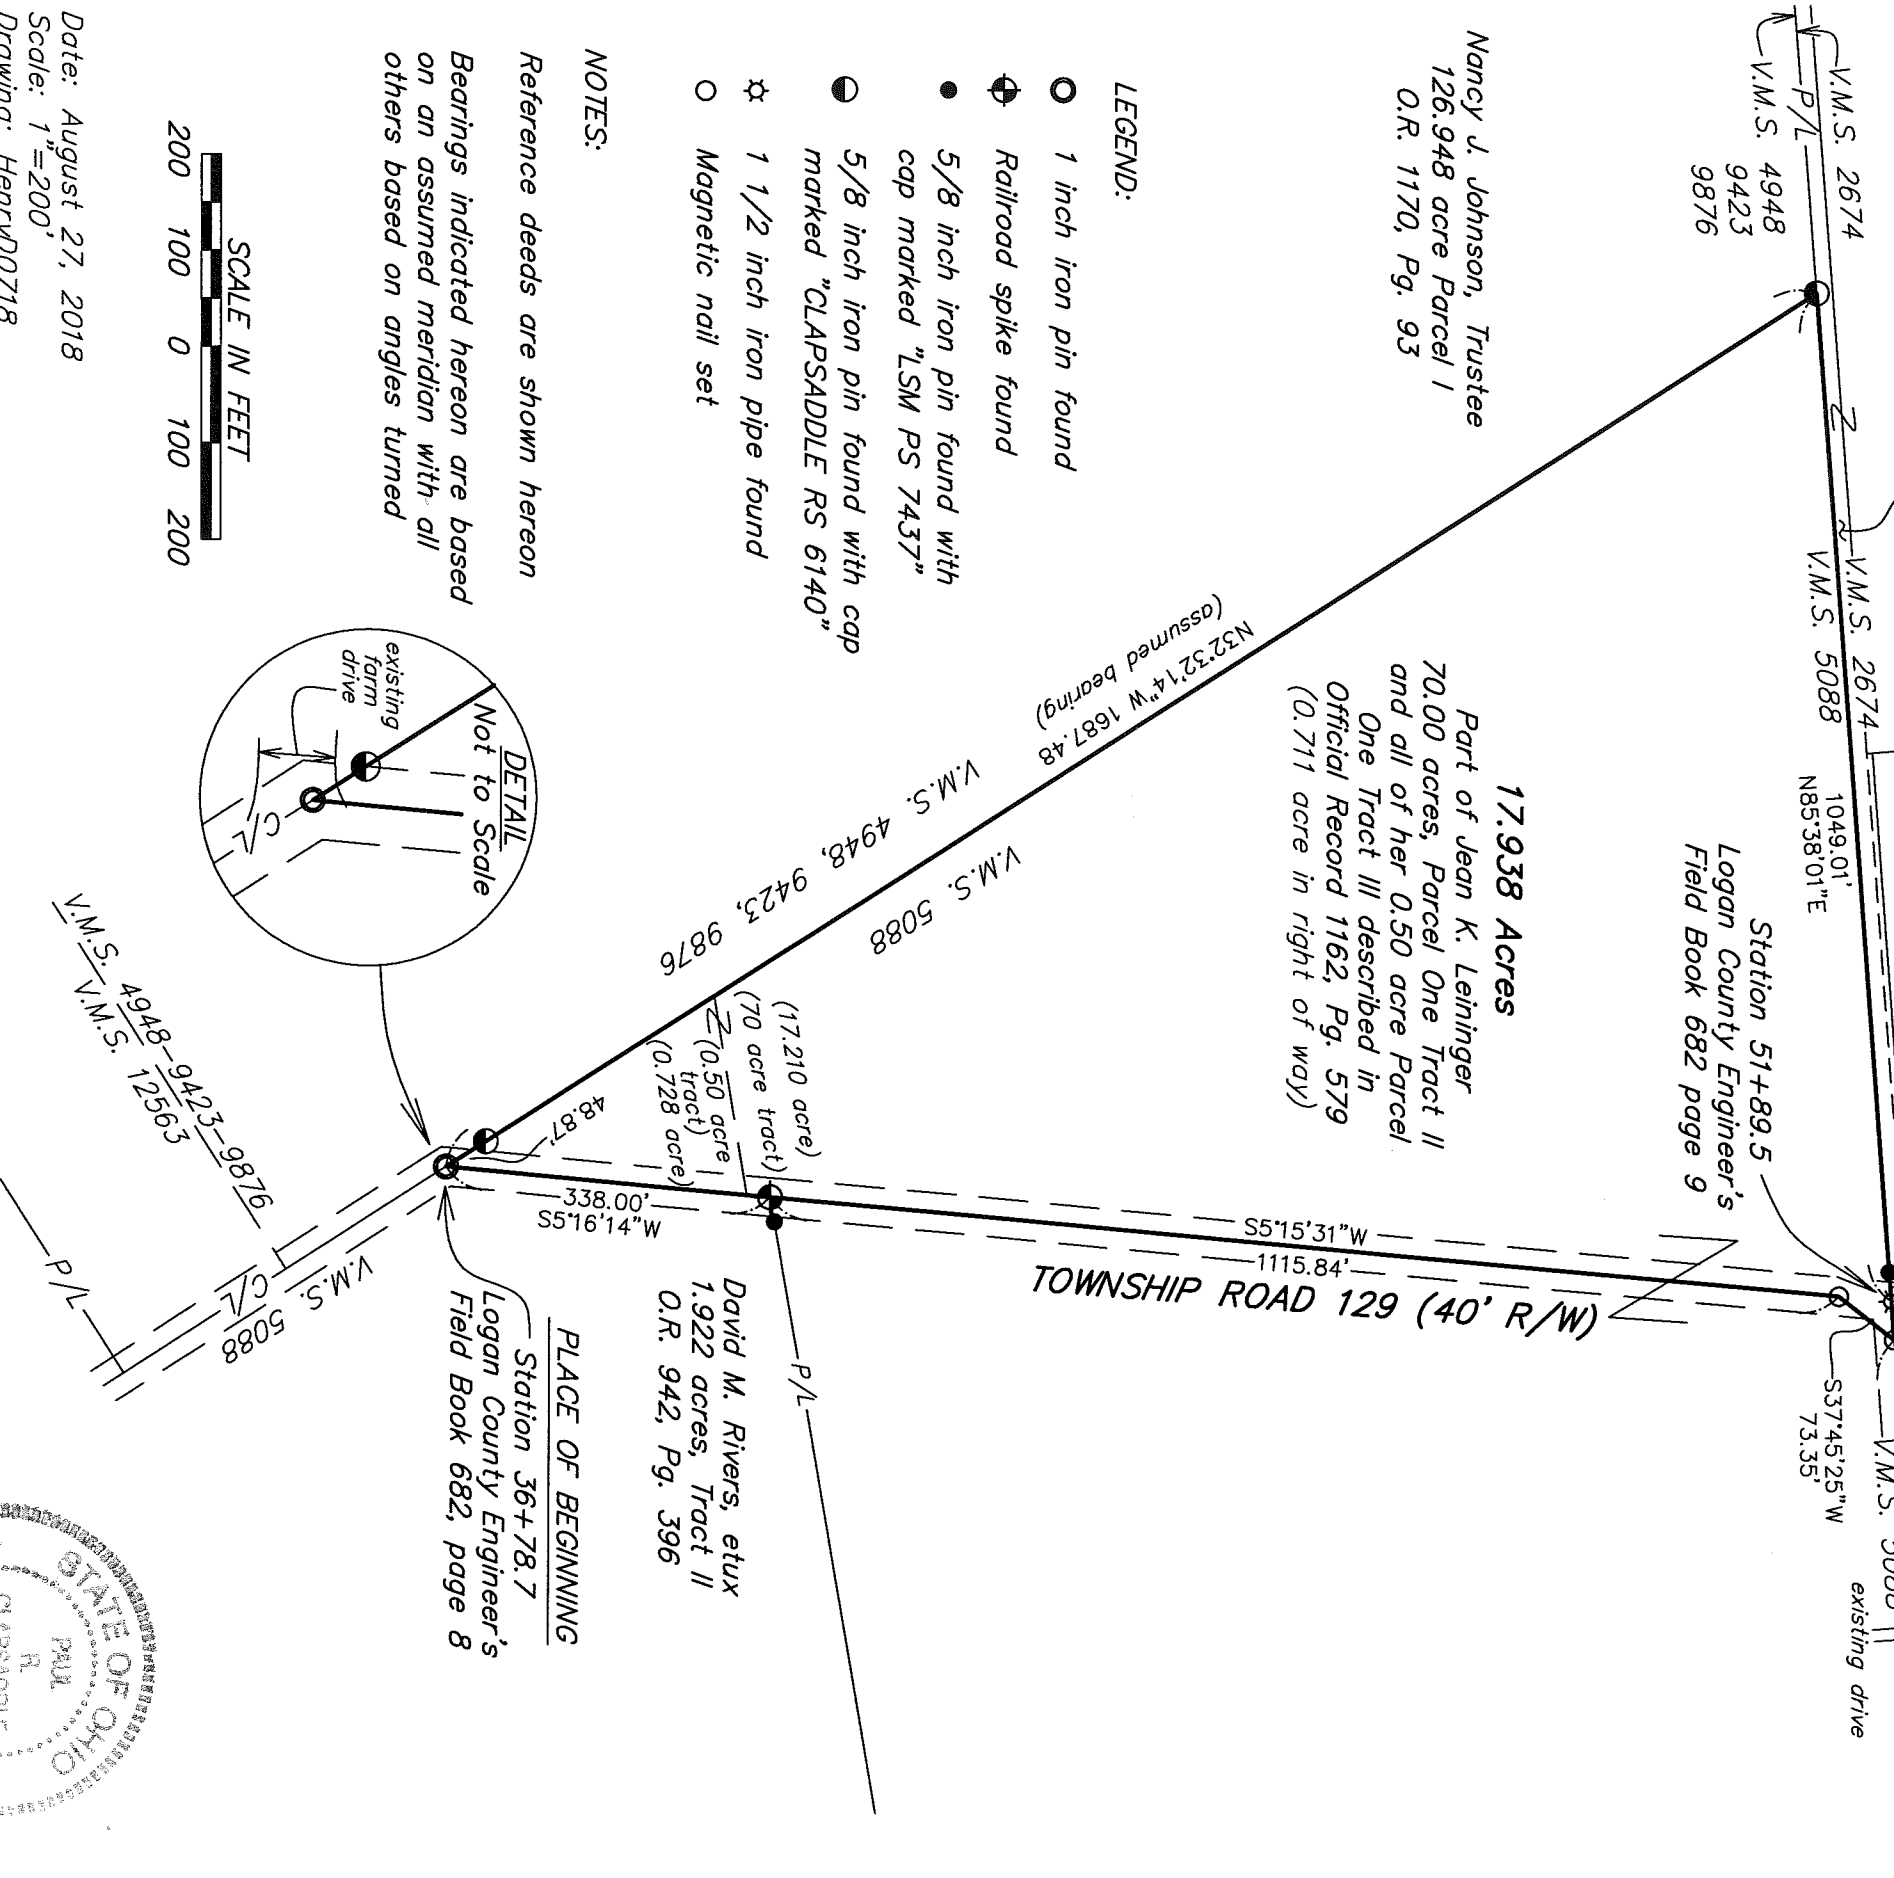 V.M.S. 2674
P/L
V.M.S. 4948
9423
9876
Nancy J. Johnson, Trustee
126.948 acre Parcel I
O.R. 1170, Pg. 93
V.M.S. 2674
V.M.S. 5088
1049.01'
N85°38'01"E
Station 51+89.5
Logan County Engineer's
Field Book 682 page 9
existing drive
S37°45'25"W
73.35'
17.938 Acres
Part of Jean K. Leininger
70.00 acres, Parcel One Tract II
and all of her 0.50 acre Parcel
One Tract III described in
Official Record 1162, Pg. 579
(0.711 acre in right of way)
N32°32'14"W 1687.48
(assumed bearing)
V.M.S. 4948, 9423, 9876
V.M.S. 5088
S5°15'31"W
1115.84'
TOWNSHIP ROAD 129 (40' R/W)
LEGEND:
1 inch iron pin found
Railroad spike found
5/8 inch iron pin found with
cap marked "LSM PS 7437"
5/8 inch iron pin found with cap
marked "CLAPSADDLE RS 6140"
1 1/2 inch iron pipe found
Magnetic nail set
(17.210 acre)
(70 acre tract)
(0.50 acre
tract)
(0.728 acre)
48.87'
338.00'
S5°16'14"W
P/L
David M. Rivers, etux
1.922 acres, Tract II
O.R. 942, Pg. 396
PLACE OF BEGINNING
Station 36+78.7
Logan County Engineer's
Field Book 682, page 8
NOTES:
Reference deeds are shown hereon
Bearings indicated hereon are based
on an assumed meridian with all
others based on angles turned
DETAIL
Not to Scale
existing
farm
drive
C/L
V.M.S. 4948-9423-9876
V.M.S. 12563
V.M.S. 5088
C/L
P/L
SCALE IN FEET
200 100 0 100 200
Date: August 27, 2018
Scale: 1"=200'
Drawing: HenryD0718
STATE OF OHIO
PAUL
R.